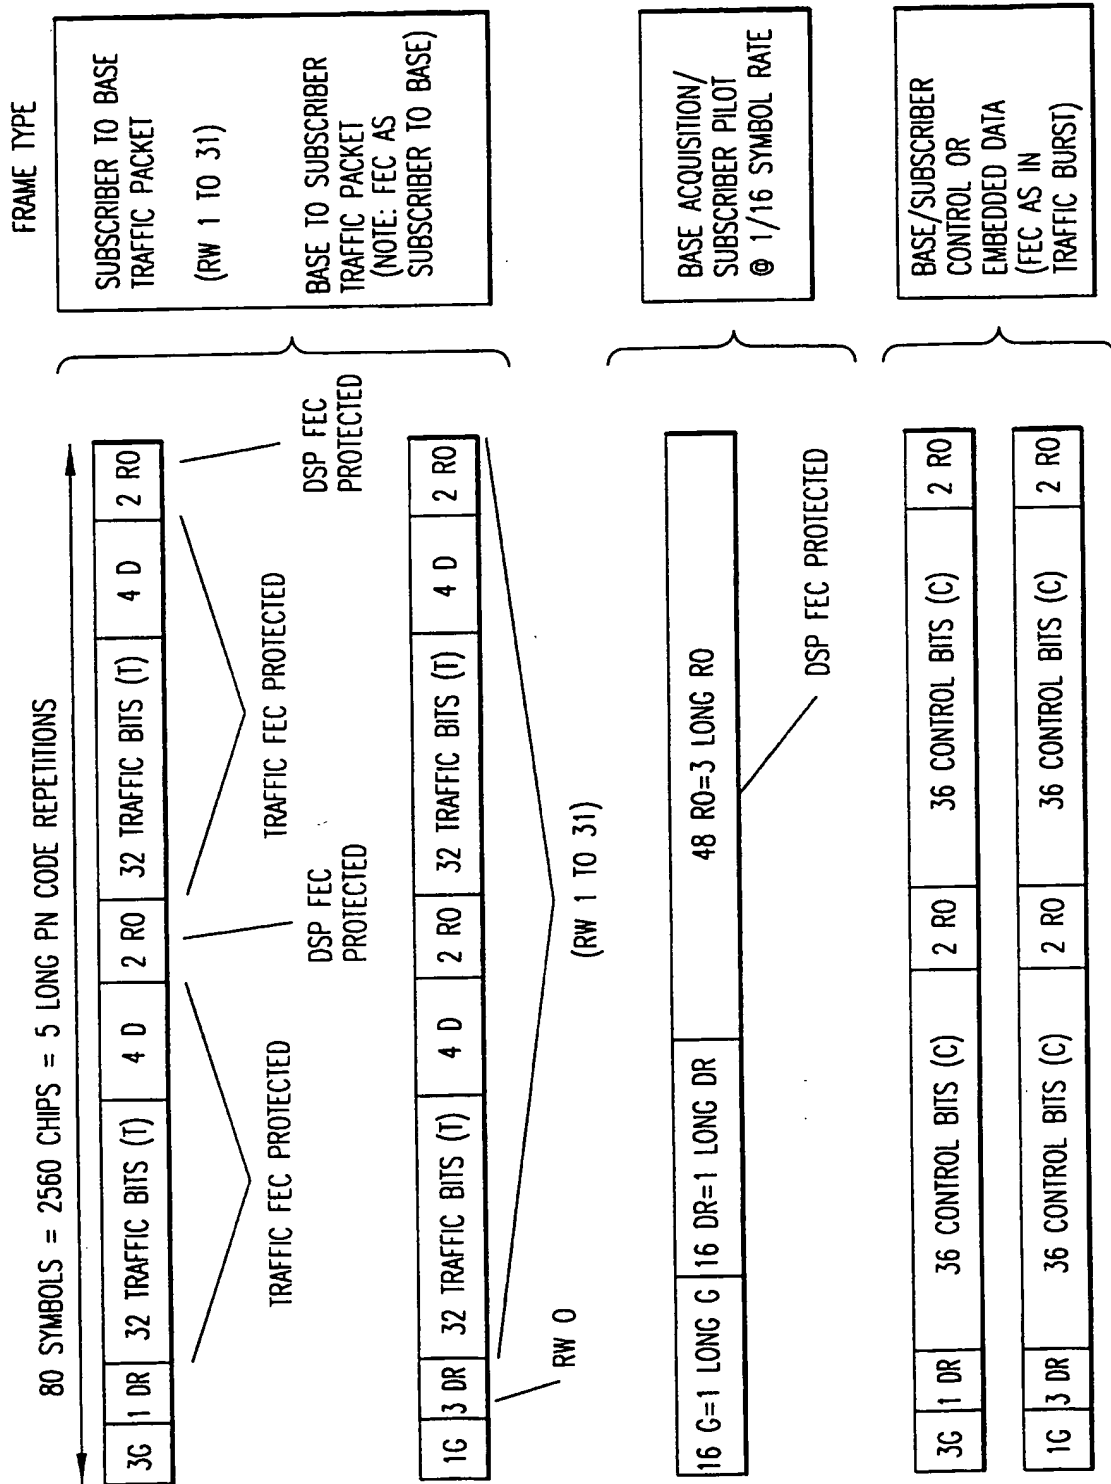 FRAME TYPE
80 SYMBOLS = 2560 CHIPS = 5 LONG PN CODE REPETITIONS
3G
1 DR
32 TRAFFIC BITS (T)
4 D
2 RO
32 TRAFFIC BITS (T)
4 D
2 RO
TRAFFIC FEC PROTECTED
DSP FEC
PROTECTED
TRAFFIC FEC PROTECTED
DSP FEC
PROTECTED
SUBSCRIBER TO BASE
TRAFFIC PACKET
(RW 1 TO 31)
BASE TO SUBSCRIBER
TRAFFIC PACKET
(NOTE: FEC AS
SUBSCRIBER TO BASE)
1G
3 DR
32 TRAFFIC BITS (T)
4 D
2 RO
32 TRAFFIC BITS (T)
4 D
2 RO
RW 0
(RW 1 TO 31)
16 G=1 LONG G
16 DR=1 LONG DR
48 RO=3 LONG RO
DSP FEC PROTECTED
BASE ACQUISITION/
SUBSCRIBER PILOT
@ 1/16 SYMBOL RATE
3G
1 DR
36 CONTROL BITS (C)
2 RO
36 CONTROL BITS (C)
2 RO
1G
3 DR
36 CONTROL BITS (C)
2 RO
36 CONTROL BITS (C)
2 RO
BASE/SUBSCRIBER
CONTROL OR
EMBEDDED DATA
(FEC AS IN
TRAFFIC BURST)